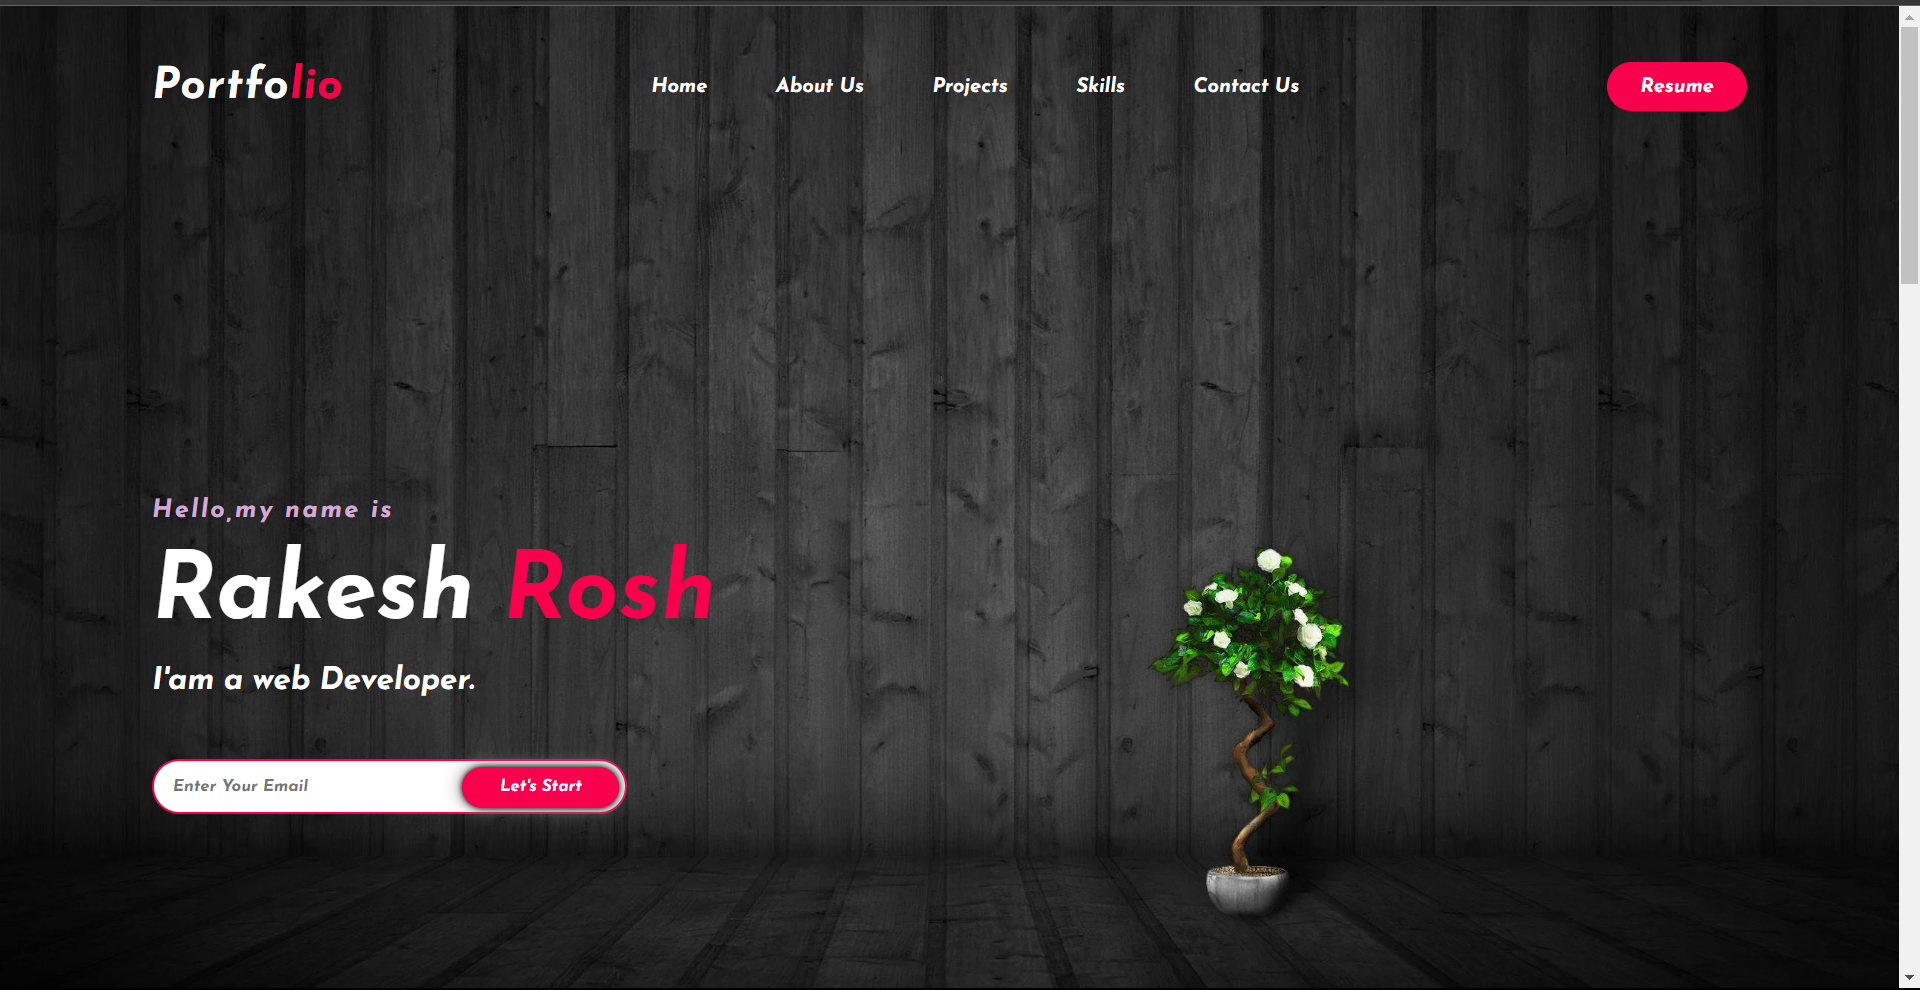 Portfolio
Home About Us Projects Skills Contact Us
Resume
Hello,my name is
Rakesh Rosh
I'am a web Developer.
Enter Your Email
Let's Start